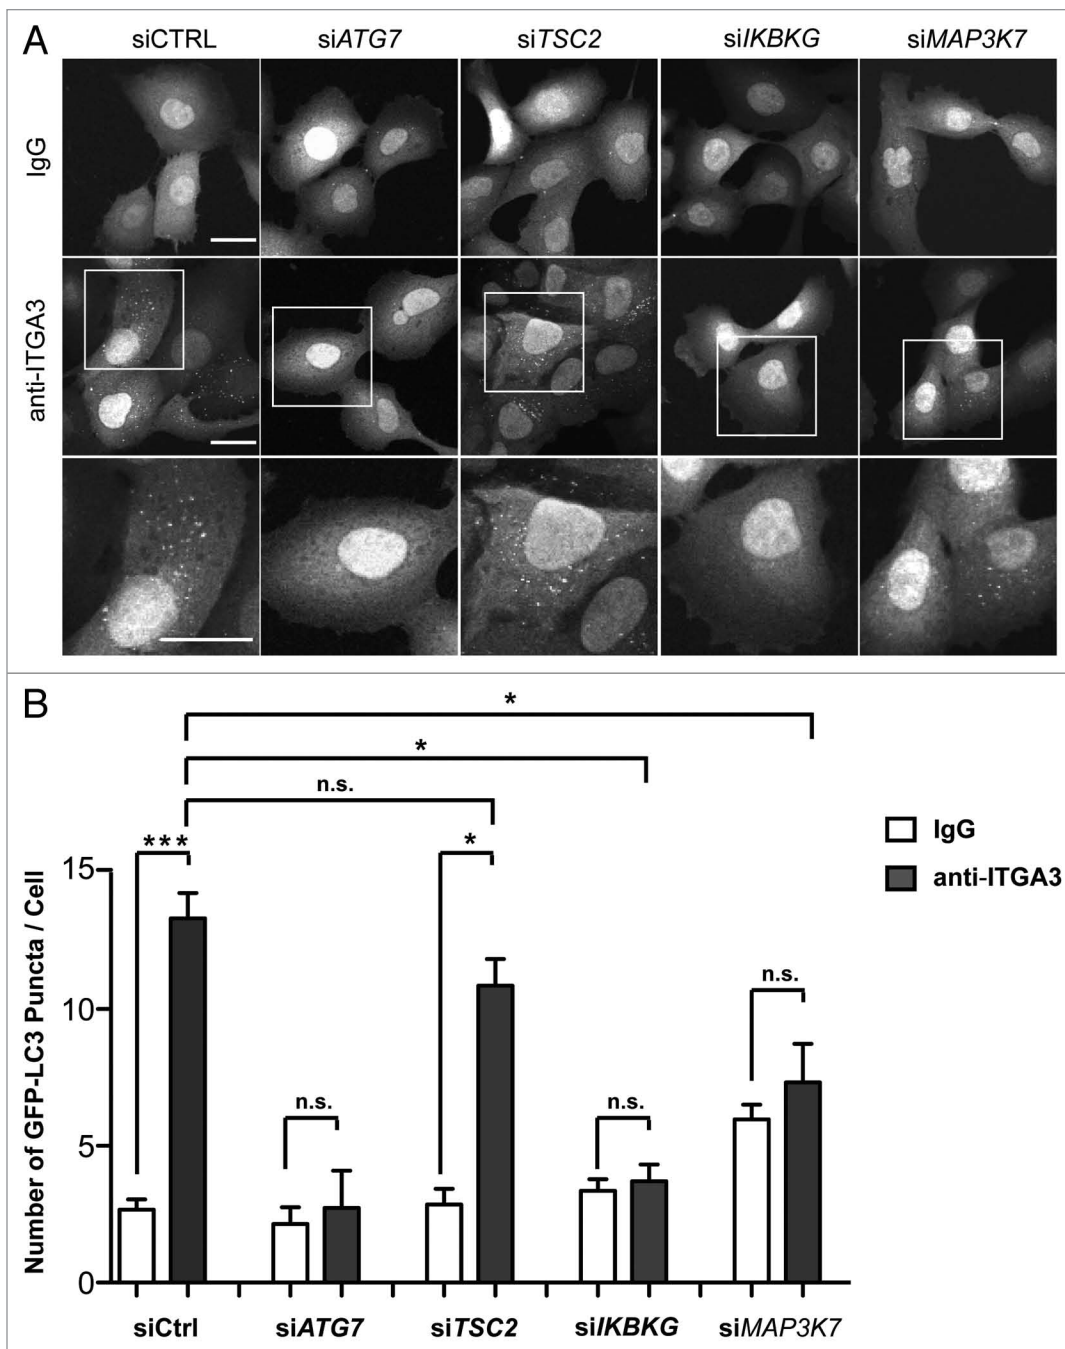 A
siCTRL siATG7 siTSC2 siIKBKG siMAP3K7
IgG
anti-ITGA3
B
*
*
n.s.
***
*
n.s.
n.s.
n.s.
IgG
anti-ITGA3
Number of GFP-LC3 Puncta / Cell
15
10
5
0
siCtrl siATG7 siTSC2 siIKBKG siMAP3K7